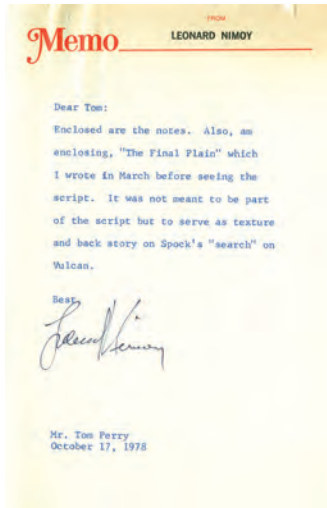 FROM
Memo LEONARD NIMOY
Dear Tom:
Enclosed are the notes. Also, am
enclosing, "The Final Plain" which
I wrote in March before seeing the
script. It was not meant to be part
of the script but to serve as texture
and back story on Spock's "search" on
Vulcan.
Best,
Leonard Nimoy
Mr. Tom Perry
October 17, 1978